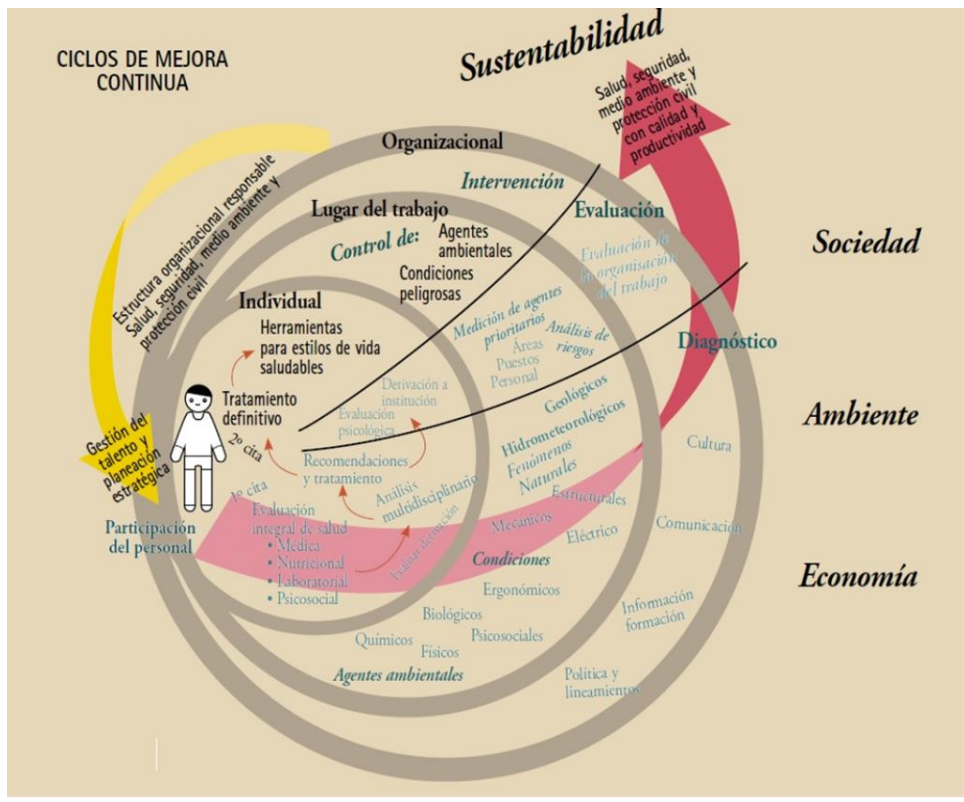 CICLOS DE MEJORA
CONTINUA
Sustentabilidad
Salud, seguridad,
medio ambiente y
protección civil
con calidad y
productividad
Organizacional
Intervención
Estructura organizacional responsable
Salud, seguridad, medio ambiente y
protección civil
Lugar del trabajo
Control de:
Agentes
ambientales
Condiciones
peligrosas
Evaluación
Evaluación de
la organisación
del trabajo
Sociedad
Individual
Herramientas
para estilos de vida
saludables
Medición de agentes
prioritarios
Áreas
Puestos
Personal
Análisis de
riesgos
Diagnóstico
Tratamiento
definitivo
2º cita
Derivación a
institución
Evaluación
psicológica
Geológicos
Hidrometeorológicos
Fenómenos
Naturales
Ambiente
Gestión del
talento y
planeación
estratégica
Recomendaciones
y tratamiento
Análisis
multidisciplinario
Cultura
1º cita
Evaluación
integral de salud
• Médica
• Nutricional
• Laboratorial
• Psicosocial
Evaluar derivación
Participación
del personal
Estructurales
Mecánicos
Eléctrico
Comunicación
Condiciones
Economía
Ergonómicos
Biológicos
Psicosociales
Químicos
Físicos
Agentes ambientales
Información
formación
Política y
lineamientos